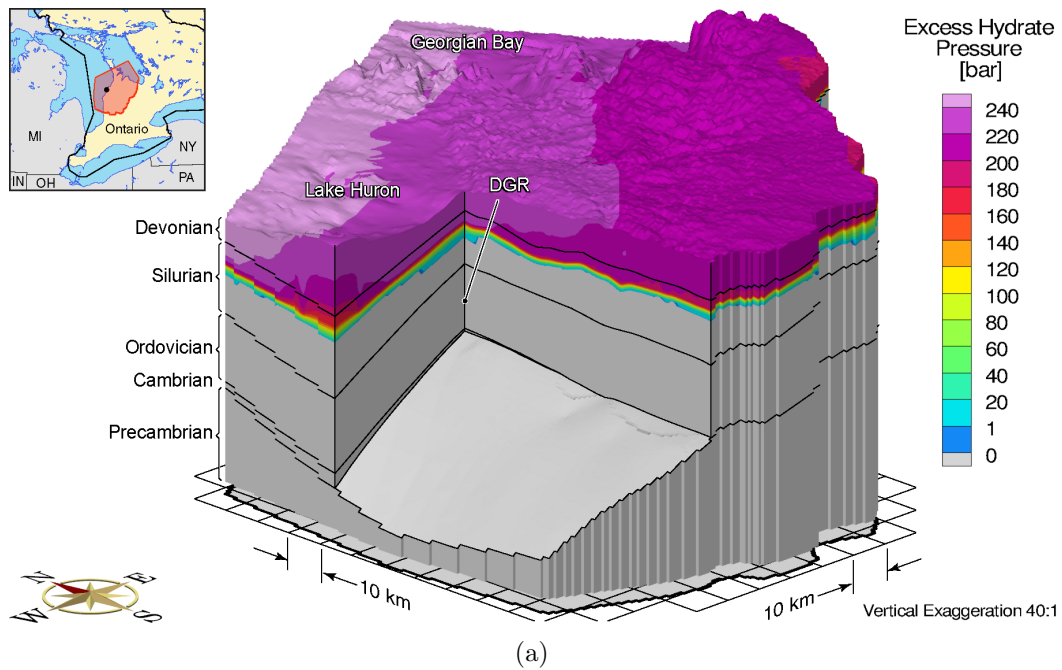 MI
Ontario
NY
IN
OH
PA
Georgian Bay
Lake Huron
DGR
Devonian
Silurian
Ordovician
Cambrian
Precambrian
Excess Hydrate
Pressure
[bar]
240
220
200
180
160
140
120
100
80
60
40
20
1
0
N
E
W
S
10 km
10 km
Vertical Exaggeration 40:1
(a)